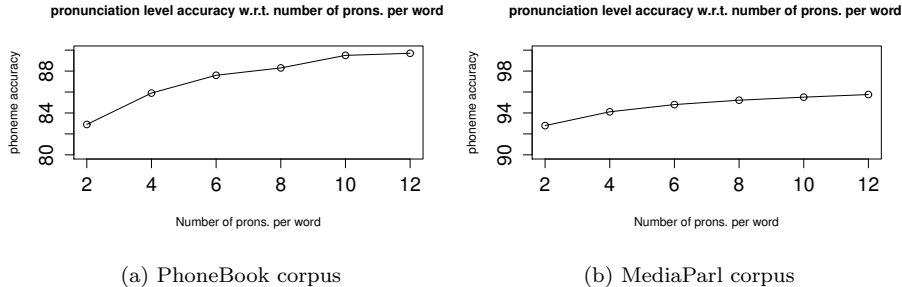 pronunciation level accuracy w.r.t. number of prons. per word
phoneme accuracy
88
84
80
2 4 6 8 10 12
Number of prons. per word
(a) PhoneBook corpus
pronunciation level accuracy w.r.t. number of prons. per word
phoneme accuracy
98
94
90
2 4 6 8 10 12
Number of prons. per word
(b) MediaParl corpus